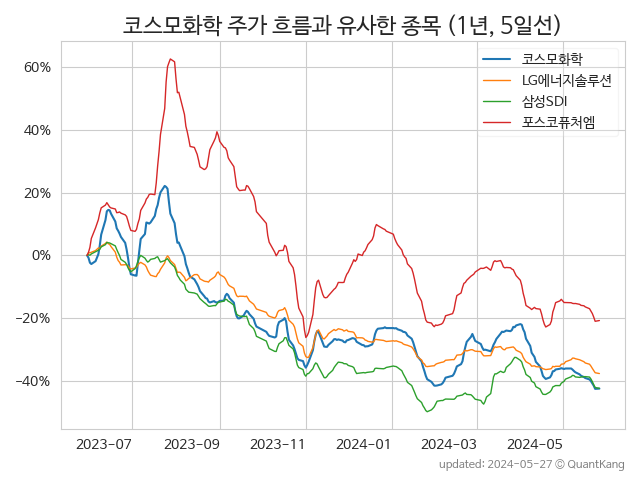 코스모화학 주가 흐름과 유사한 종목 (1년, 5일선)
코스모화학
LG에너지솔루션
삼성SDI
포스코퓨처엠
60%
40%
20%
0%
−20%
−40%
2023-07 2023-09 2023-11 2024-01 2024-03 2024-05
updated: 2024-05-27 © QuantKang